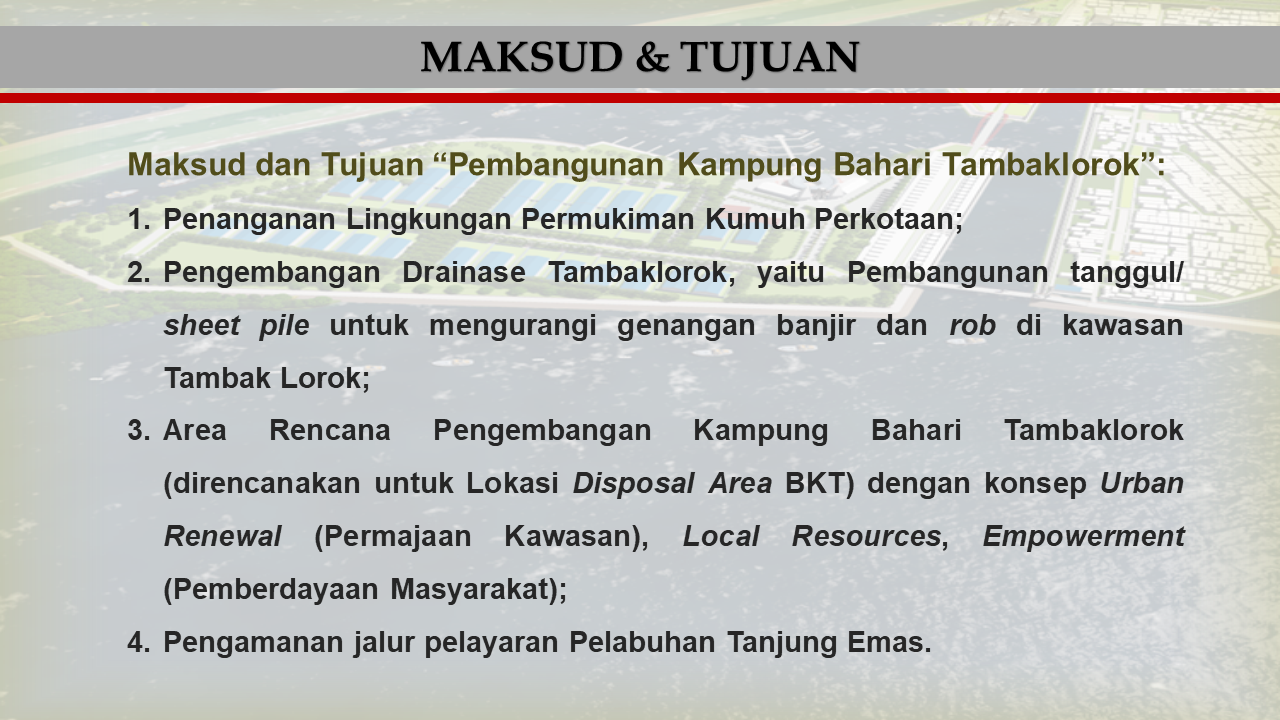 MAKSUD & TUJUAN
Maksud dan Tujuan “Pembangunan Kampung Bahari Tambaklorok”:
1. Penanganan Lingkungan Permukiman Kumuh Perkotaan;
2. Pengembangan Drainase Tambaklorok, yaitu Pembangunan tanggul/
sheet pile untuk mengurangi genangan banjir dan rob di kawasan
Tambak Lorok;
3. Area Rencana Pengembangan Kampung Bahari Tambaklorok
(direncanakan untuk Lokasi Disposal Area BKT) dengan konsep Urban
Renewal (Permajaan Kawasan), Local Resources, Empowerment
(Pemberdayaan Masyarakat);
4. Pengamanan jalur pelayaran Pelabuhan Tanjung Emas.